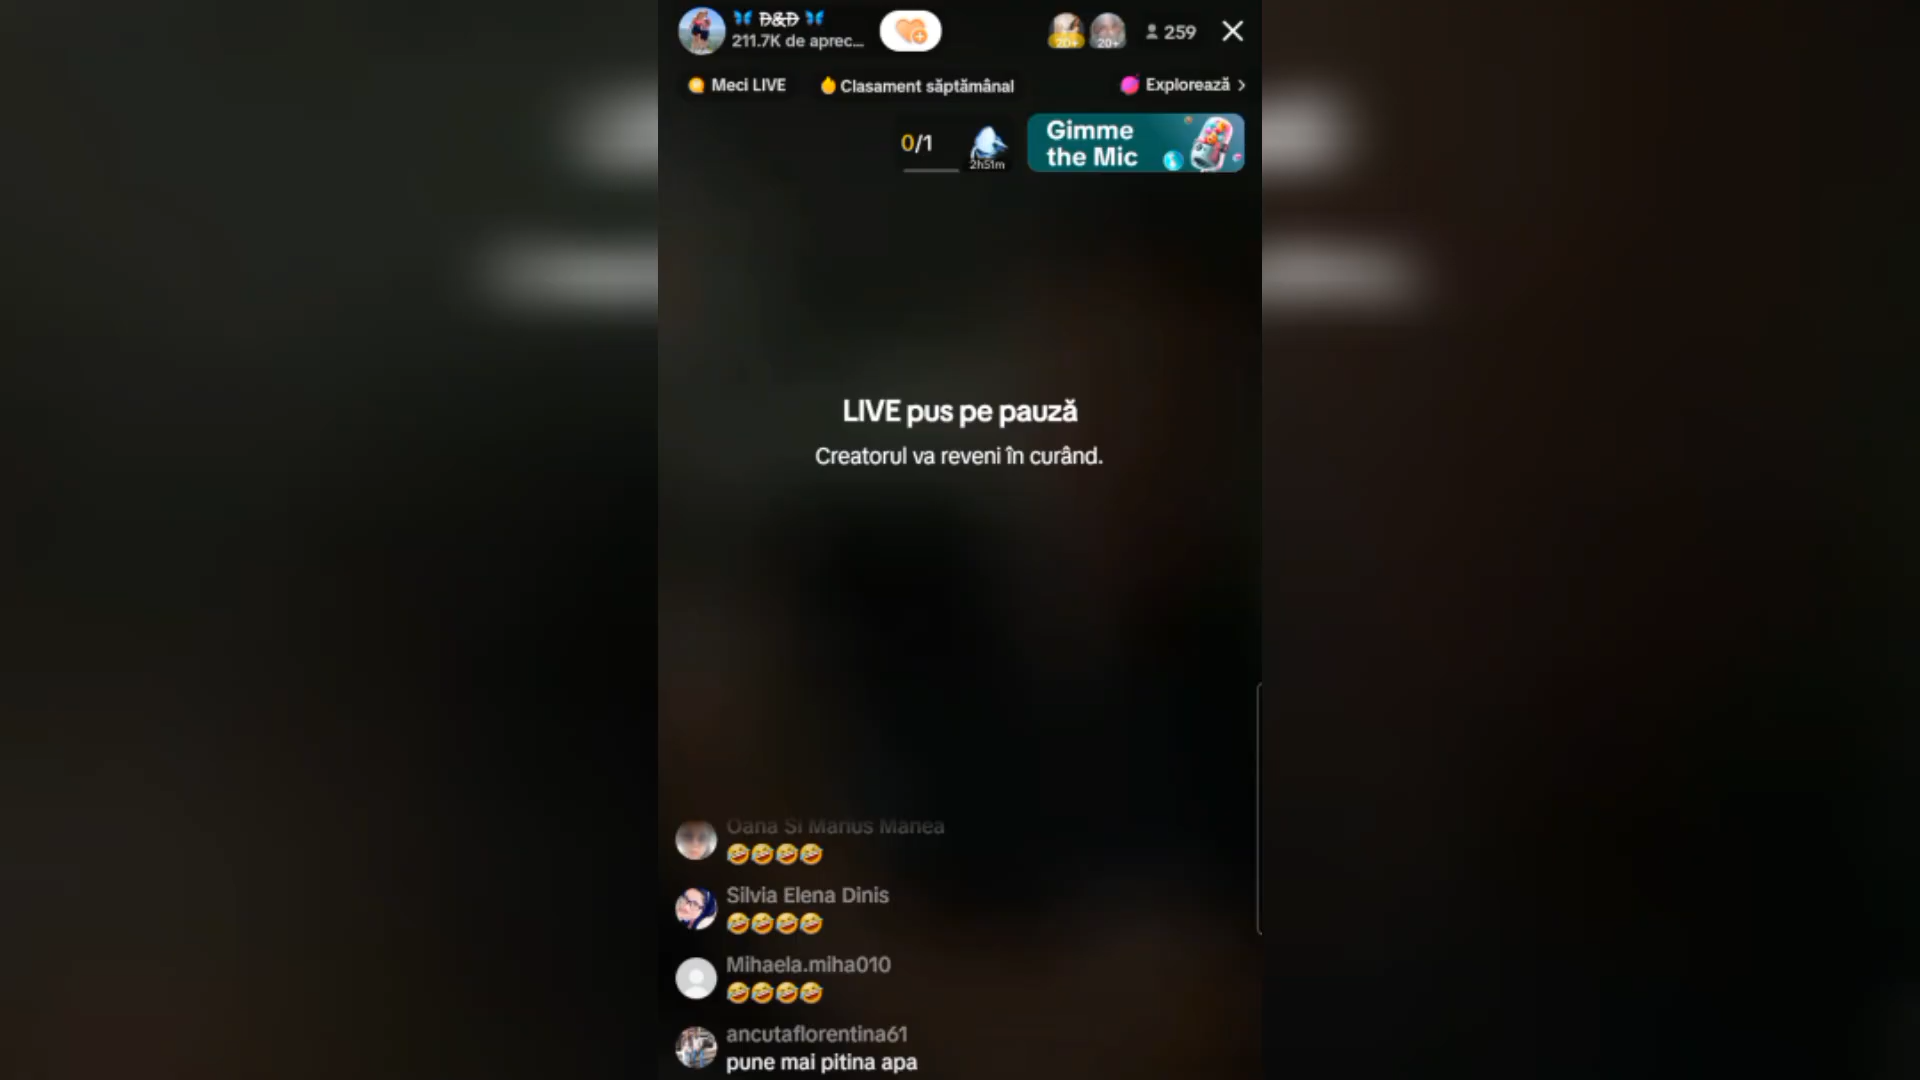 D&D
211.7K de aprec...
20+
20+
259
Meci LIVE
Clasament săptămânal
Explorează
0/1
2h51m
Gimme
the Mic
LIVE pus pe pauză
Creatorul va reveni în curând.
Oana Si Marius Manea
🤣🤣🤣🤣
Silvia Elena Dinis
🤣🤣🤣🤣
Mihaela.miha010
🤣🤣🤣🤣
ancutaflorentina61
pune mai pitina apa